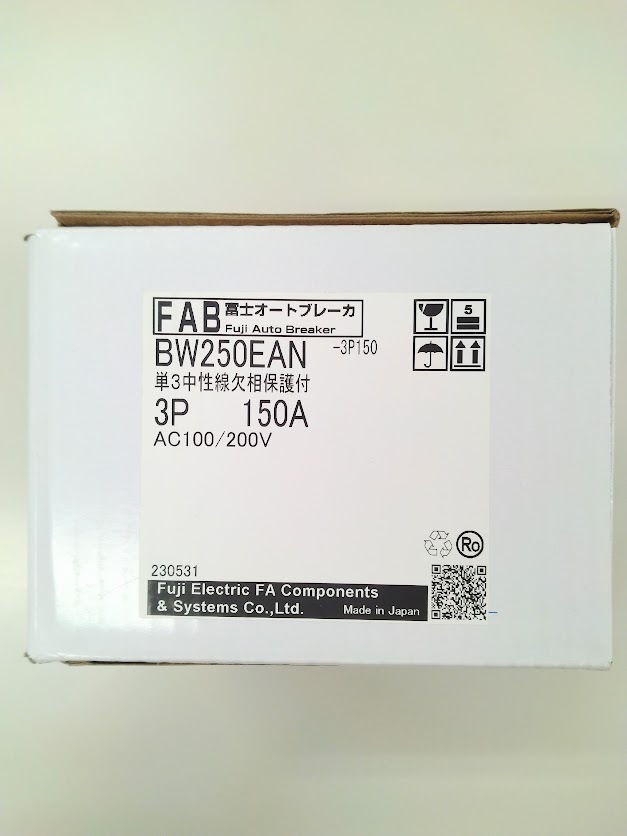 FAB 富士オートブレーカ
Fuji Auto Breaker
BW250EAN -3P150
単3中性線欠相保護付
3P 150A
AC100/200V
5
Ro
230531
Fuji Electric FA Components
& Systems Co.,Ltd. Made in Japan